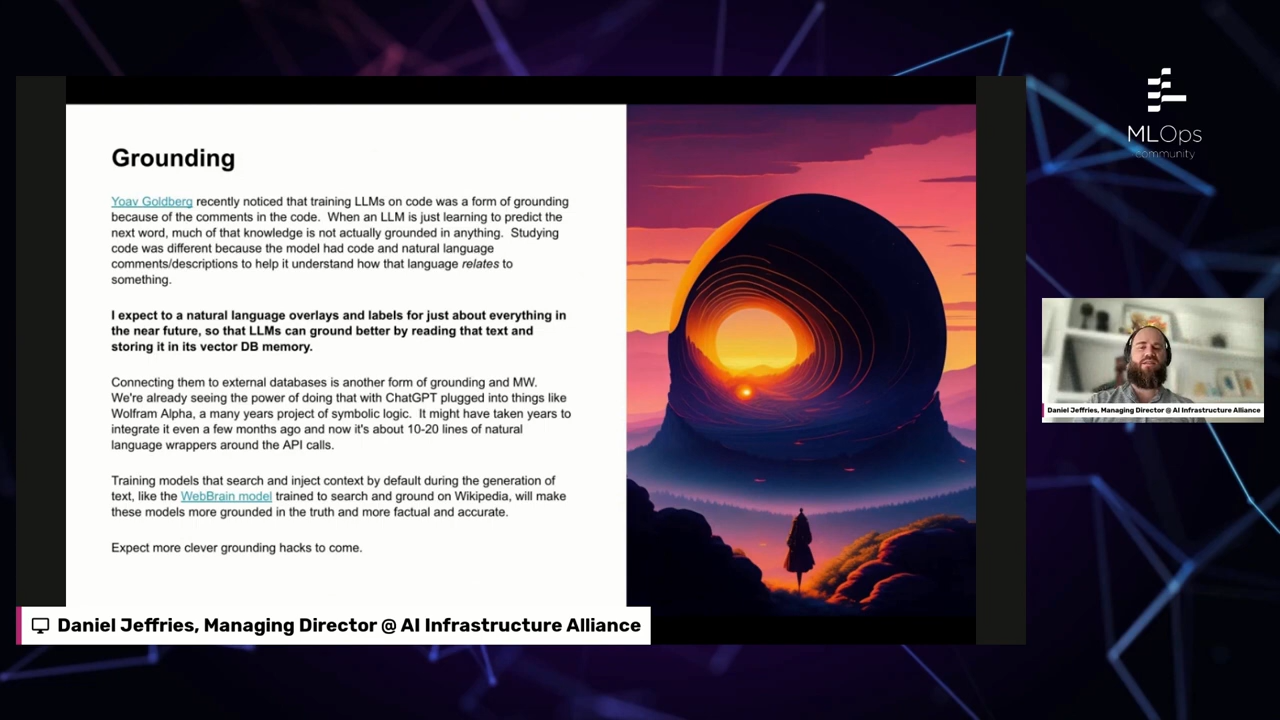 Grounding
Yoav Goldberg recently noticed that training LLMs on code was a form of grounding
because of the comments in the code.  When an LLM is just learning to predict the
next word, much of that knowledge is not actually grounded in anything.  Studying
code was different because the model had code and natural language
comments/descriptions to help it understand how that language relates to
something.
I expect to a natural language overlays and labels for just about everything in
the near future, so that LLMs can ground better by reading that text and
storing it in its vector DB memory.
Connecting them to external databases is another form of grounding and MW.
We're already seeing the power of doing that with ChatGPT plugged into things like
Wolfram Alpha, a many years project of symbolic logic.  It might have taken years to
integrate it even a few months ago and now it's about 10-20 lines of natural
language wrappers around the API calls.
Training models that search and inject context by default during the generation of
text, like the WebBrain model trained to search and ground on Wikipedia, will make
these models more grounded in the truth and more factual and accurate.
Expect more clever grounding hacks to come.
Daniel Jeffries, Managing Director @ AI Infrastructure Alliance
MLOps
community
Daniel Jeffries, Managing Director @ AI Infrastructure Alliance